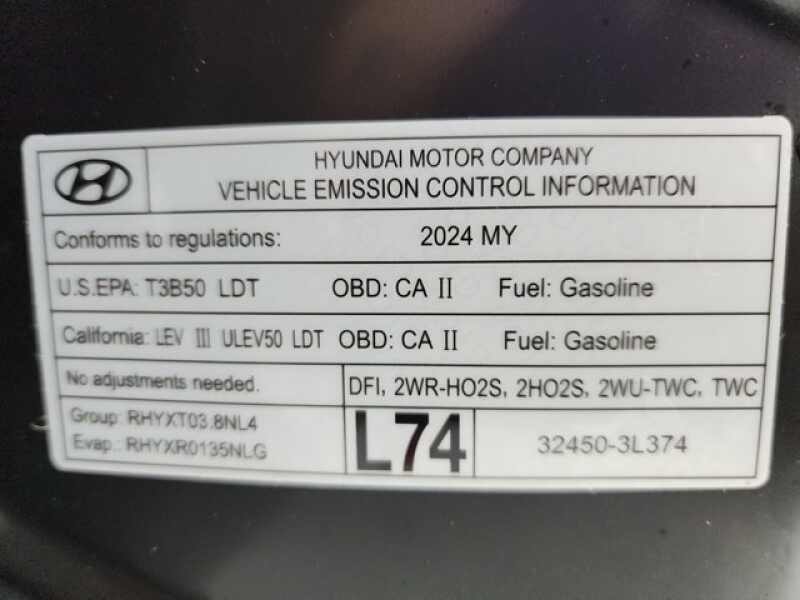 HYUNDAI MOTOR COMPANY
VEHICLE EMISSION CONTROL INFORMATION
Conforms to regulations: 2024 MY
U.S.EPA: T3B50 LDT OBD: CA II Fuel: Gasoline
California: LEV III ULEV50 LDT OBD: CA II Fuel: Gasoline
No adjustments needed. DFI, 2WR-HO2S, 2HO2S, 2WU-TWC, TWC
Group: RHYXT03.8NL4
Evap.: RHYXR0135NLG
L74
32450-3L374